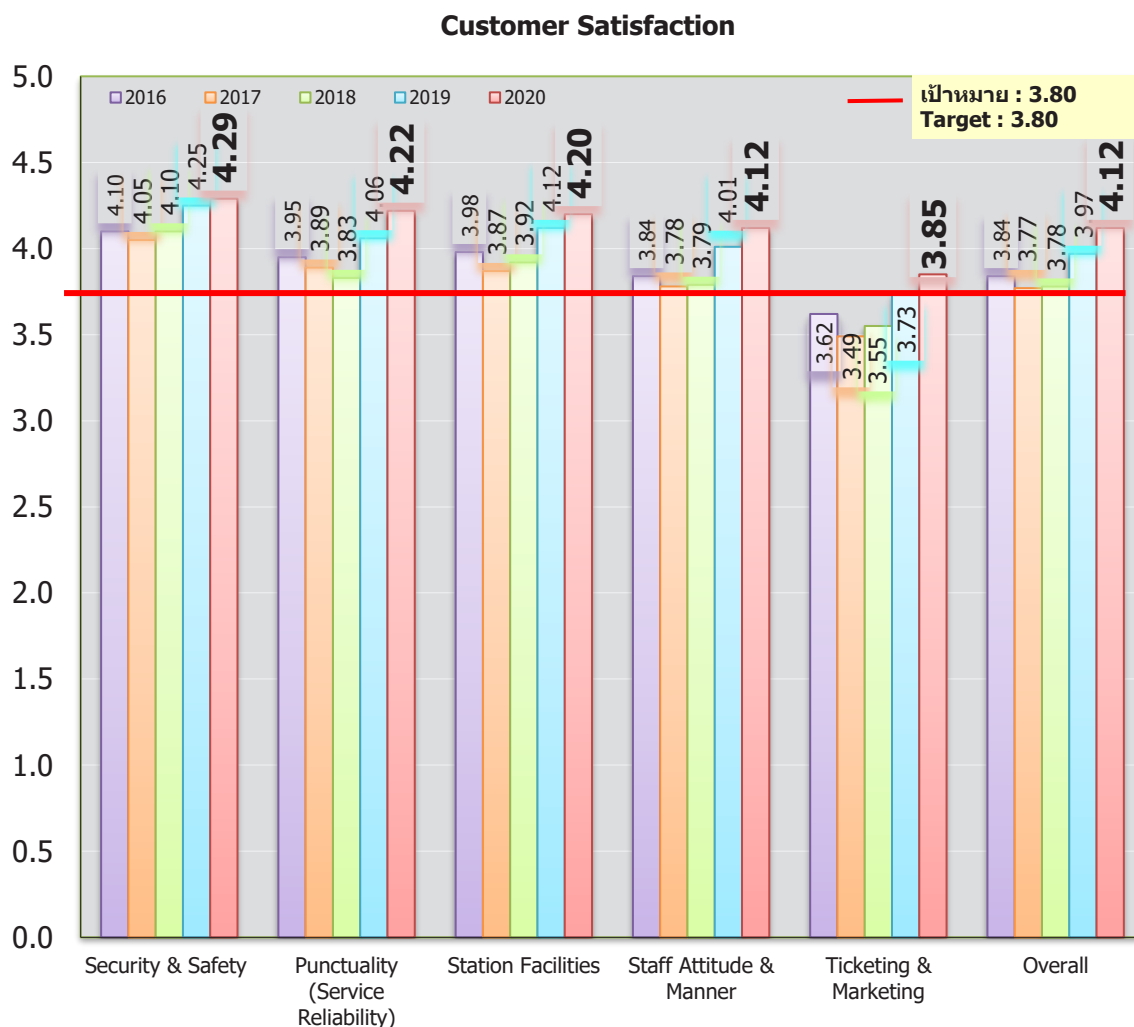 Customer Satisfaction
5.0
4.5
4.0
3.5
3.0
2.5
2.0
1.5
1.0
0.5
0.0
2016 2017 2018 2019 2020
เป้าหมาย : 3.80
Target : 3.80
4.10 4.05 4.10 4.25 4.29
3.95 3.89 3.83 4.06 4.22
3.98 3.87 3.92 4.12 4.20
3.84 3.78 3.79 4.01 4.12
3.62 3.49 3.55 3.73 3.85
3.84 3.77 3.78 3.97 4.12
Security & Safety
Punctuality
(Service
Reliability)
Station Facilities
Staff Attitude &
Manner
Ticketing &
Marketing
Overall